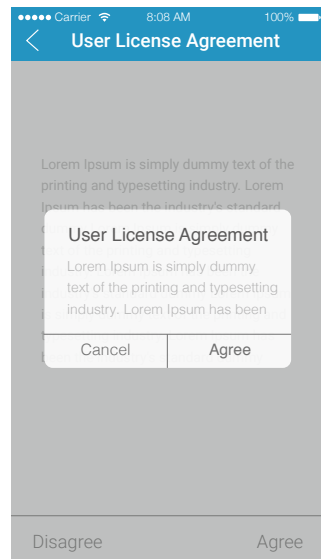 Carrier 8:08 AM 100%
User License Agreement
Lorem Ipsum is simply dummy text of the
printing and typesetting industry. Lorem
Ipsum has been the industry's standard
User License Agreement
Lorem Ipsum is simply dummy
text of the printing and typesetting
industry. Lorem Ipsum has been
Cancel Agree
Disagree Agree